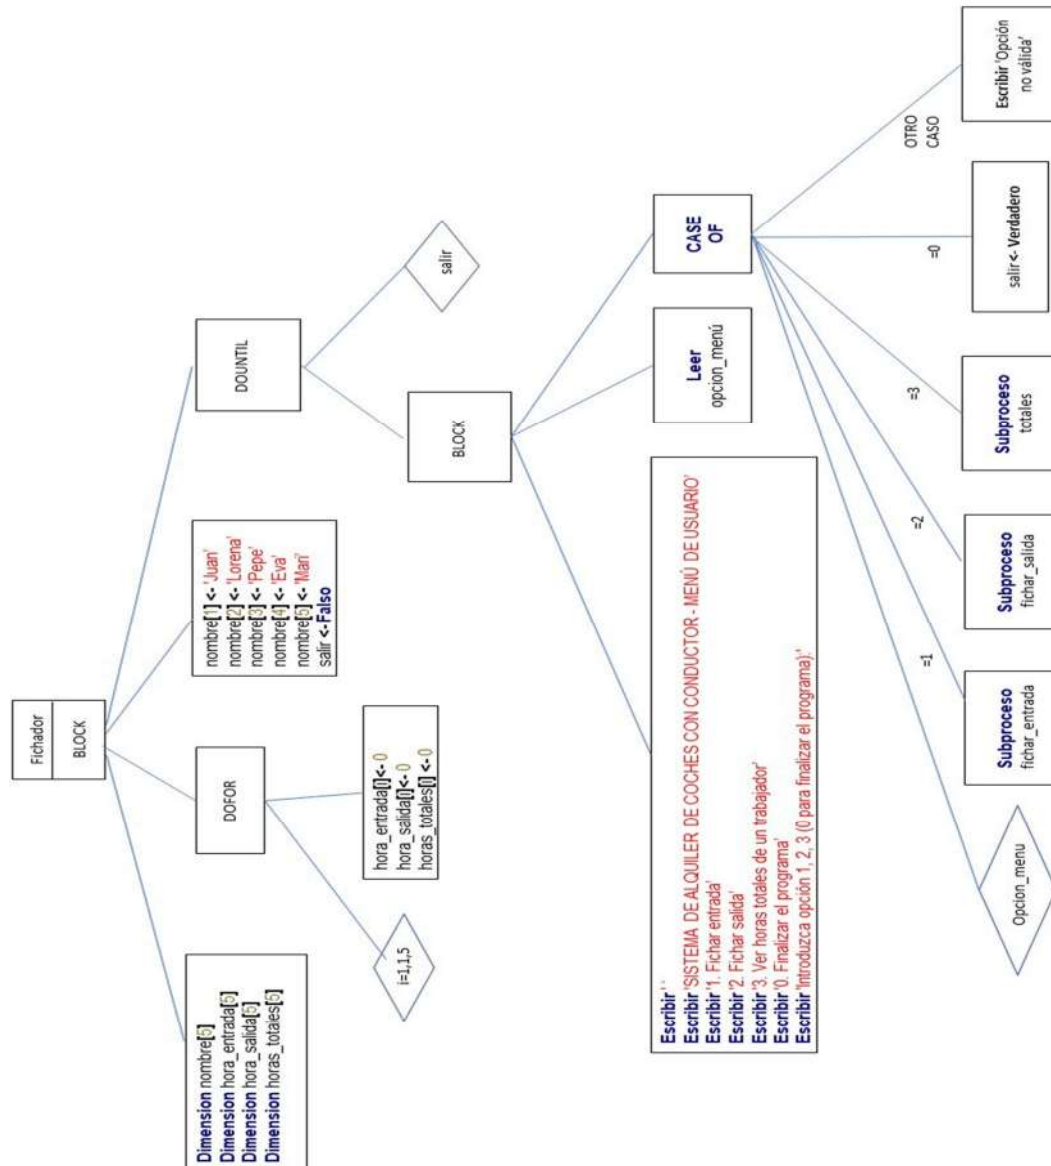 Fichador
BLOCK
Dimension nombre[5]
Dimension hora_entrada[5]
Dimension hora_salida[5]
Dimension horas_totales[5]
DOFOR
i=1,1,5
hora_entrada[i]<- 0
hora_salida[i]<- 0
horas_totales[i] <- 0
nombre[1] <- 'Juan'
nombre[2] <- 'Lorena'
nombre[3] <- 'Pepe'
nombre[4] <- 'Eva'
nombre[5] <- 'Mari'
salir <-Falso
DOUNTIL
BLOCK
salir
Escribir ' '
Escribir 'SISTEMA DE ALQUILER DE COCHES CON CONDUCTOR - MENÚ DE USUARIO'
Escribir '1. Fichar entrada'
Escribir '2. Fichar salida'
Escribir '3. Ver horas totales de un trabajador'
Escribir '0. Finalizar el programa'
Escribir 'Introduzca opción 1, 2, 3 (0 para finalizar el programa):'
Leer
opcion_menú
CASE
OF
Opcion_menu
=1
Subproceso
fichar_entrada
=2
Subproceso
fichar_salida
=3
Subproceso
totales
=0
salir <- Verdadero
OTRO
CASO
Escribir 'Opción
no válida'